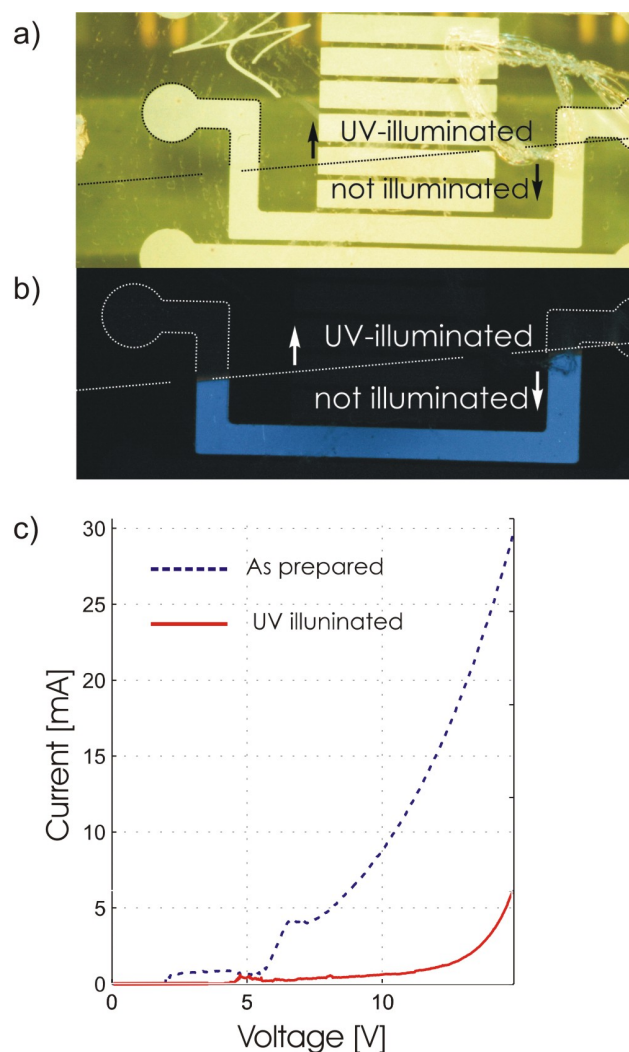 a)
UV-illuminated
not illuminated
b)
UV-illuminated
not illuminated
c)
30
25
20
15
10
5
0
Current [mA]
As prepared
UV illuninated
0
5
10
Voltage [V]